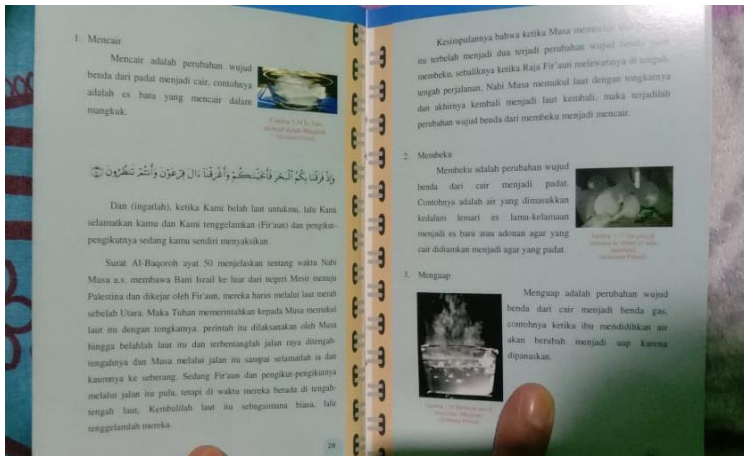 1. Mencair
Mencair adalah perubahan wujud
benda dari padat menjadi cair, contohnya
adalah es batu yang mencair dalam
mangkuk.
وَإِذْ فَرَقْنَا بِكُمُ ٱلْبَحْرَ فَأَنجَيْنَٰكُمْ وَأَغْرَقْنَآ ءَالَ فِرْعَوْنَ وَأَنتُمْ تَنظُرُونَ
Dan (ingatlah), ketika Kami belah laut untukmu, lalu Kami
selamatkan kamu dan Kami tenggelamkan (Fir'aun) dan pengikut-
pengikutnya sedang kamu sendiri menyaksikan.
Surat Al-Baqoroh ayat 50 menjelaskan tentang waktu Nabi
Musa a.s. membawa Bani Israil ke luar dari negeri Mesir menuju
Palestina dan dikejar oleh Fir'aun, mereka harus melalui laut merah
sebelah Utara. Maka Tuhan memerintahkan kepada Musa memukul
laut itu dengan tongkatnya, perintah itu dilaksanakan oleh Musa
hingga belahlah laut itu dan terbentanglah jalan raya ditengah-
tengahnya dan Musa melalui jalan itu sampai selamatlah ia dan
kaumnya ke seberang. Sedang Fir'aun dan pengikut-pengikutnya
melalui jalan itu pula, tetapi di waktu mereka berada di tengah-
tengah laut, Kembalilah laut itu sebagaimana biasa, lalu
tenggelamlah mereka.
Kesimpulannya bahwa ketika Musa
itu terbelah menjadi dua terjadi perubahan wujud benda
membeku, sebaliknya ketika Raja Fir'aun melewatinya di tengah-
tengah perjalanan, Nabi Musa memukul laut dengan tongkatnya
dan akhirnya kembali menjadi laut kembali, maka terjadilah
perubahan wujud benda dari membeku menjadi mencair.
2. Membeku
Membeku adalah perubahan wujud
benda dari cair menjadi padat.
Contohnya adalah air yang dimasukkan
kedalam lemari es lama-kelamaan
menjadi es batu atau adonan agar yang
cair didiamkan menjadi agar yang padat.
3. Menguap
Menguap adalah perubahan wujud
benda dari cair menjadi benda gas,
contohnya ketika ibu mendidihkan air
akan berubah menjadi uap karena
dipanaskan.